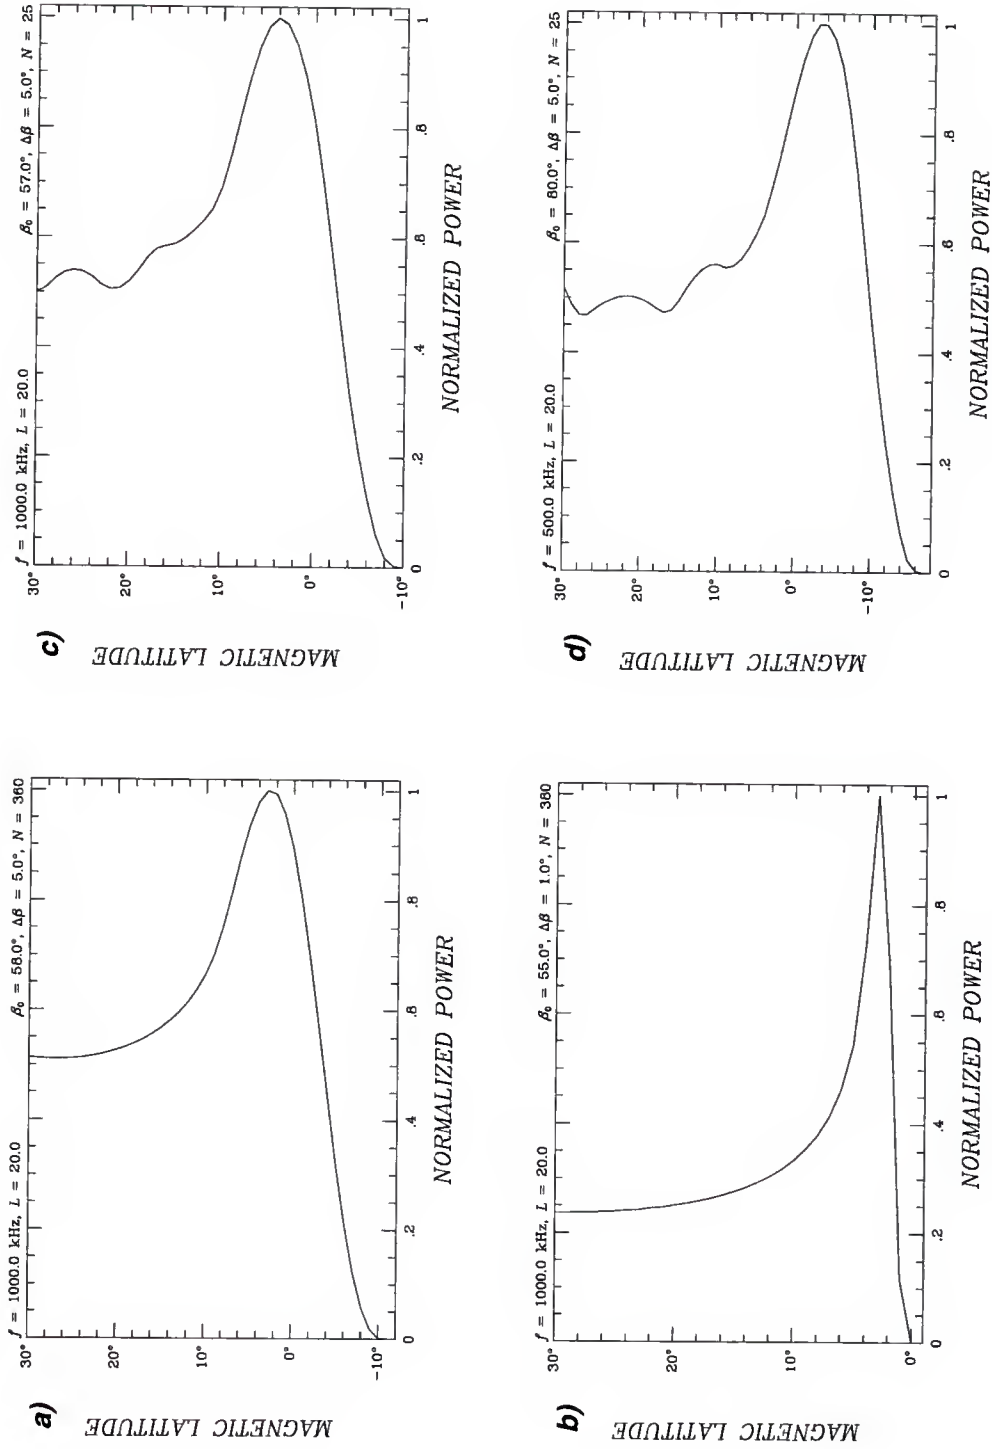 a)
f = 1000.0 kHz, L = 20.0
β₀ = 58.0°, Δβ = 5.0°, N = 360
MAGNETIC LATITUDE
30°
20°
10°
0°
−10°
0
.2
.4
.6
.8
1
NORMALIZED POWER
b)
f = 1000.0 kHz, L = 20.0
β₀ = 55.0°, Δβ = 1.0°, N = 360
MAGNETIC LATITUDE
30°
20°
10°
0°
0
.2
.4
.6
.8
1
NORMALIZED POWER
c)
f = 1000.0 kHz, L = 20.0
β₀ = 57.0°, Δβ = 5.0°, N = 25
MAGNETIC LATITUDE
30°
20°
10°
0°
−10°
0
.2
.4
.6
.8
1
NORMALIZED POWER
d)
f = 500.0 kHz, L = 20.0
β₀ = 80.0°, Δβ = 5.0°, N = 25
MAGNETIC LATITUDE
30°
20°
10°
0°
−10°
0
.2
.4
.6
.8
1
NORMALIZED POWER